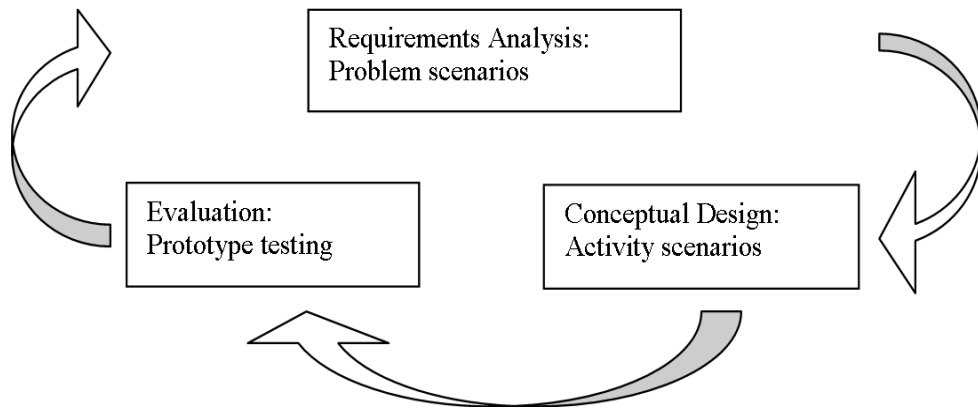 Requirements Analysis:
Problem scenarios
Evaluation:
Prototype testing
Conceptual Design:
Activity scenarios